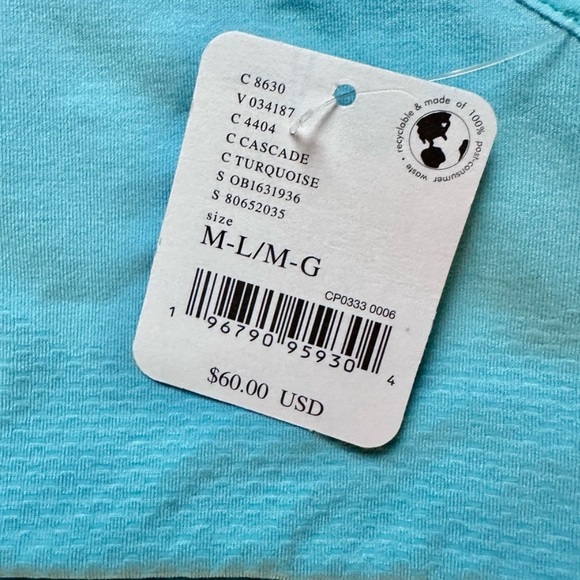 C 8630
V 034187
C 4404
C CASCADE
C TURQUOISE
S OB1631936
S 80652035
size
M-L/M-G
CP0333 0006
1 96790 95930 4
$60.00 USD
recyclable & made of 100% post-consumer waste •